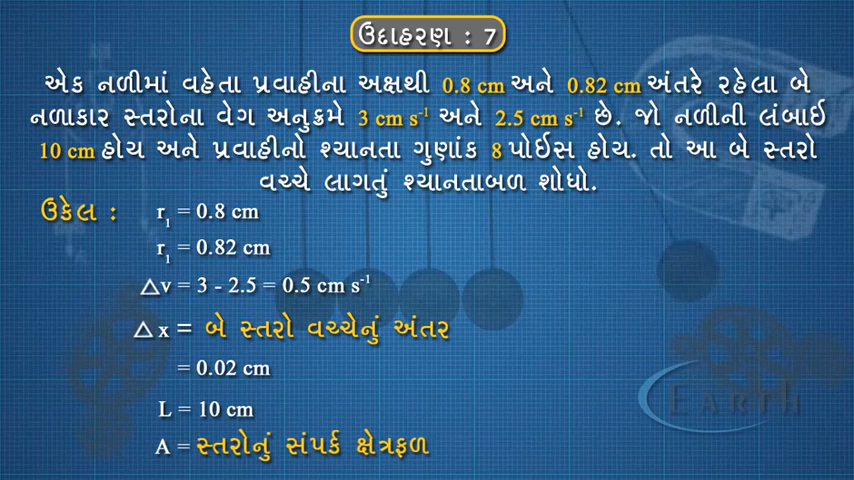 ઉદાહરણ : 7
એક નળીમાં વહેતા પ્રવાહીના અક્ષથી 0.8 cm અને 0.82 cm અંતરે રહેલા બે
નળાકાર સ્તરોના વેગ અનુક્રમે 3 cm s⁻¹ અને 2.5 cm s⁻¹ છે. જો નળીની લંબાઈ
10 cm હોય અને પ્રવાહીનો શ્યાનતા ગુણાંક 8 પોઇસ હોય. તો આ બે સ્તરો
વચ્ચે લાગતું શ્યાનતાબળ શોધો.
ઉકેલ : r₁ = 0.8 cm
r₁ = 0.82 cm
△v = 3 - 2.5 = 0.5 cm s⁻¹
△x = બે સ્તરો વચ્ચેનું અંતર
= 0.02 cm
L = 10 cm
EARTH
A = સ્તરોનું સંપર્ક ક્ષેત્રફળ